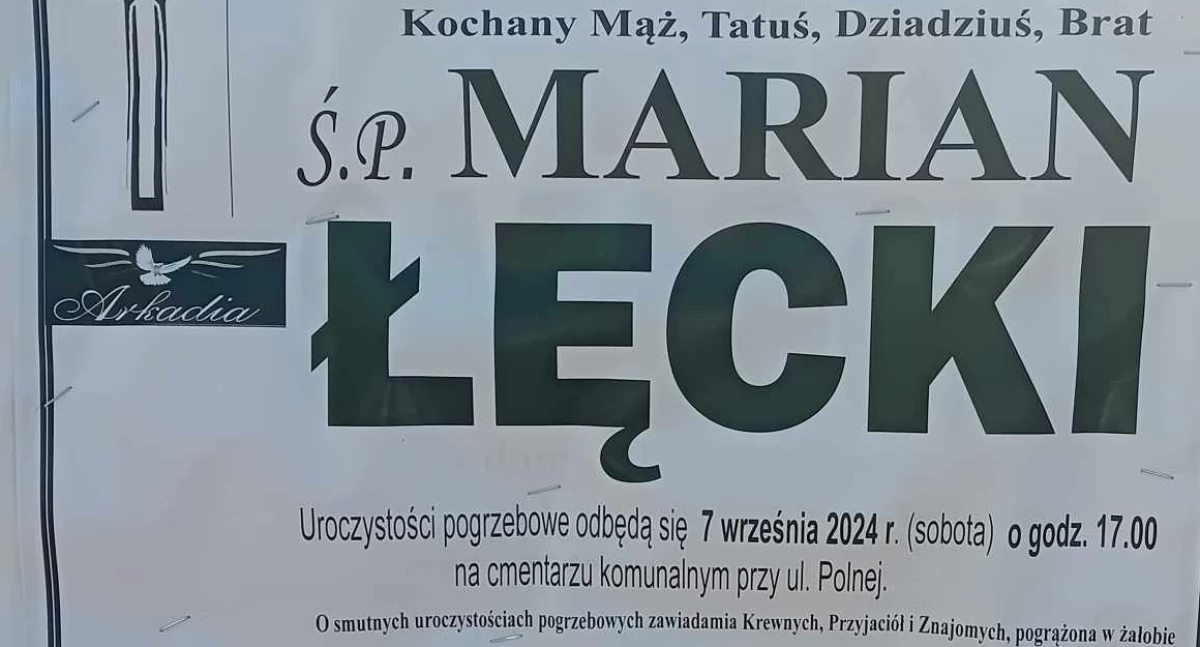 Kochany Mąż, Tatuś, Dziadziuś, Brat
Ś.P. MARIAN
ŁĘCKI
Arkadia
Uroczystości pogrzebowe odbędą się 7 września 2024 r. (sobota) o godz. 17.00
na cmentarzu komunalnym przy ul. Polnej.
O smutnych uroczystościach pogrzebowych zawiadamia Krewnych, Przyjaciół i Znajomych, pogrążona w żałobie